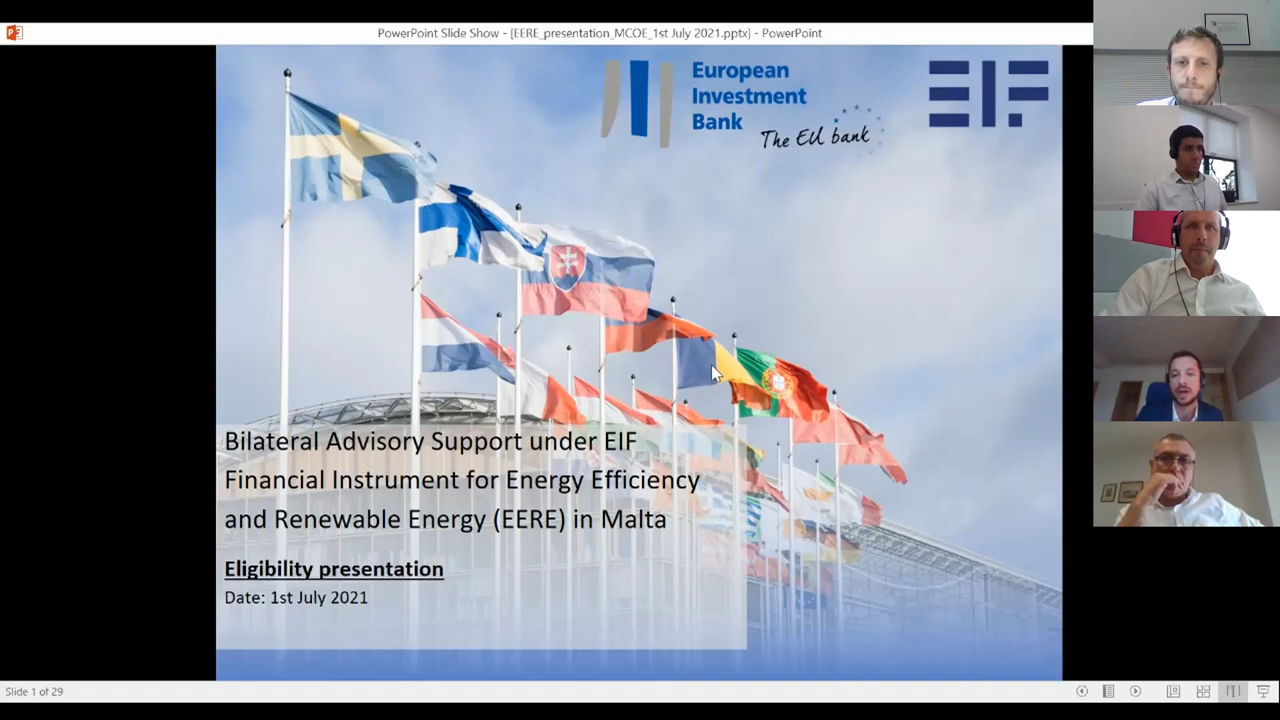 PowerPoint Slide Show - [EERE_presentation_MCOE_1st July 2021.pptx] - PowerPoint
European
Investment
Bank
The EU bank
EIF
Bilateral Advisory Support under EIF
Financial Instrument for Energy Efficiency
and Renewable Energy (EERE) in Malta
Eligibility presentation
Date: 1st July 2021
Slide 1 of 29